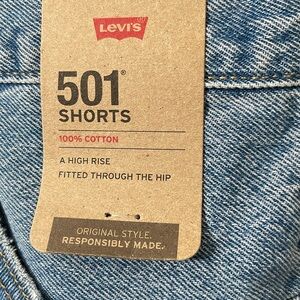 LEVI'S
501®
SHORTS
100% COTTON
A HIGH RISE
FITTED THROUGH THE HIP
ORIGINAL STYLE.
RESPONSIBLY MADE.